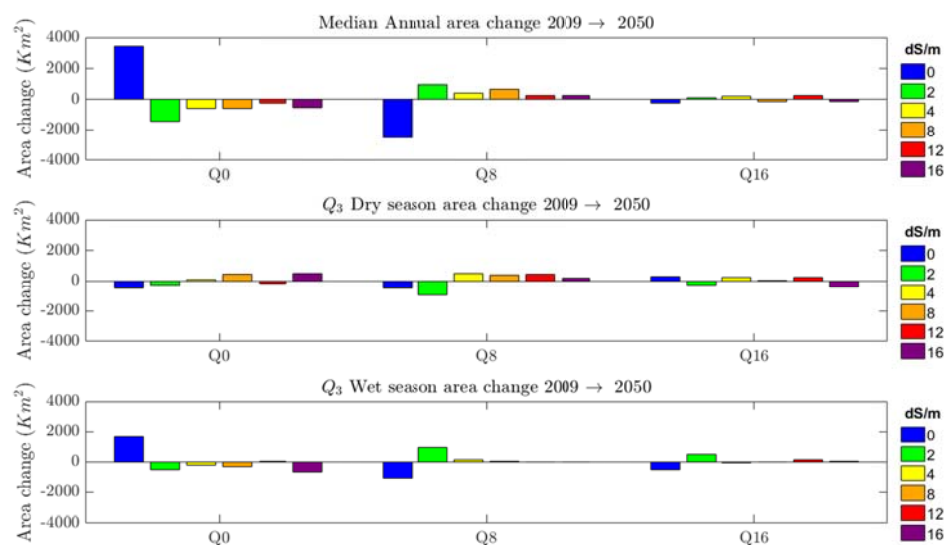 Median Annual area change 2009 → 2050
Area change (Km²)
4000
2000
0
-2000
-4000
Q0
Q8
Q16
dS/m
0
2
4
8
12
16
Q₃ Dry season area change 2009 → 2050
Area change (Km²)
4000
2000
0
-2000
-4000
Q0
Q8
Q16
dS/m
0
2
4
8
12
16
Q₃ Wet season area change 2009 → 2050
Area change (Km²)
4000
2000
0
-2000
-4000
Q0
Q8
Q16
dS/m
0
2
4
8
12
16